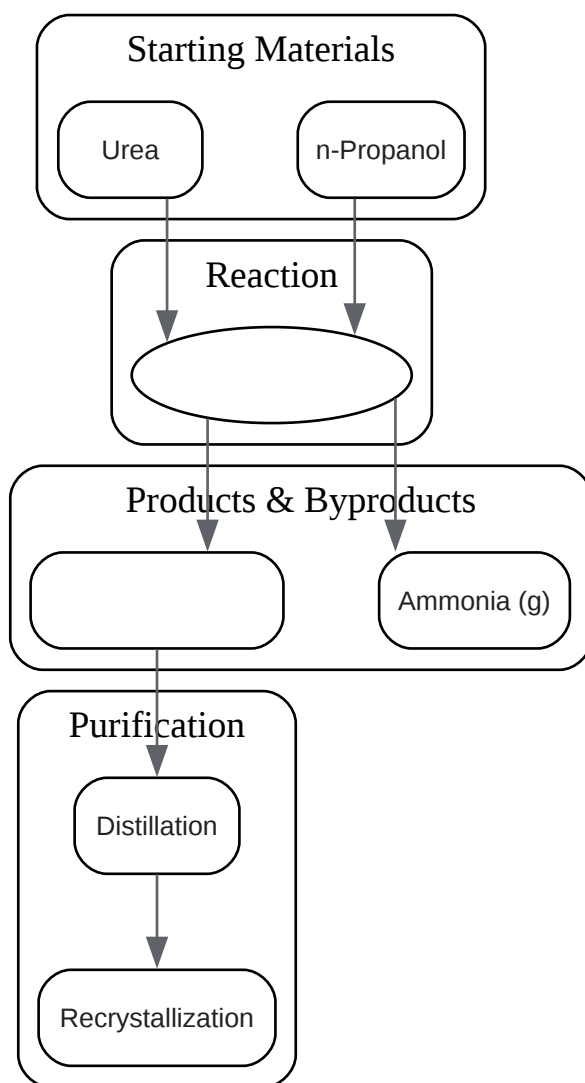 Starting Materials
Urea
n-Propanol
Reaction
Products & Byproducts
Ammonia (g)
Purification
Distillation
Recrystallization